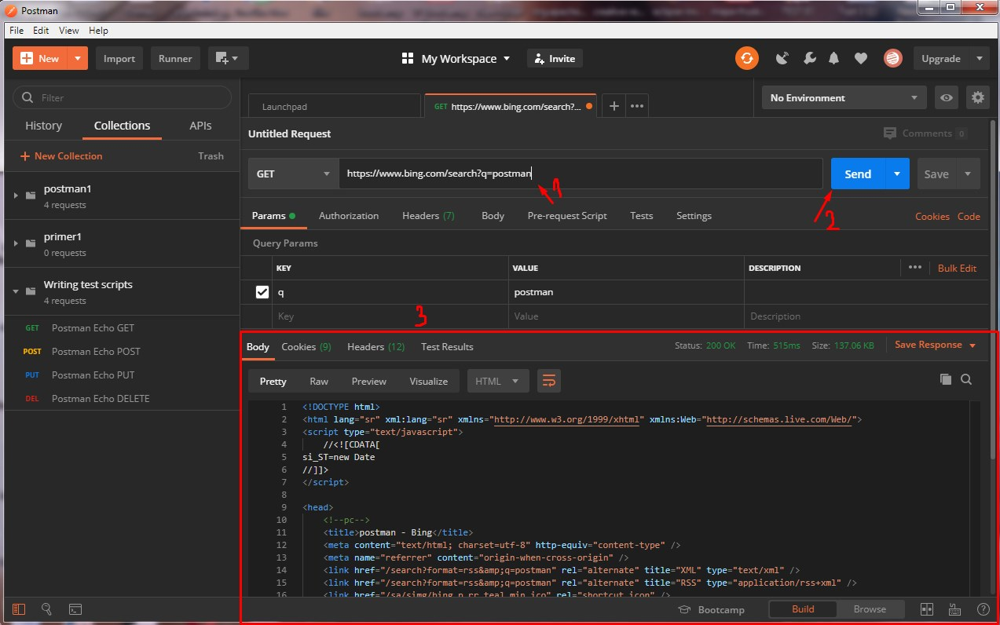 Postman
File Edit View Help
New Import Runner My Workspace Invite Upgrade
Filter
History Collections APIs
New Collection Trash
postman1
4 requests
primer1
0 requests
Writing test scripts
4 requests
GET Postman Echo GET
POST Postman Echo POST
PUT Postman Echo PUT
DEL Postman Echo DELETE
Launchpad GET https://www.bing.com/search?... No Environment
Untitled Request Comments 0
GET https://www.bing.com/search?q=postman Send Save
1
2
Params Authorization Headers (7) Body Pre-request Script Tests Settings Cookies Code
Query Params
KEY VALUE DESCRIPTION Bulk Edit
q postman
Key Value Description
3
Body Cookies (9) Headers (12) Test Results Status: 200 OK Time: 515ms Size: 137.06 KB Save Response
Pretty Raw Preview Visualize HTML
1 <!DOCTYPE html>
2 <html lang="sr" xml:lang="sr" xmlns="http://www.w3.org/1999/xhtml" xmlns:Web="http://schemas.live.com/Web/">
3 <script type="text/javascript">
4 //<![CDATA[
5 si_ST=new Date
6 //]]>
7 </script>
8
9 <head>
10 <!--pc-->
11 <title>postman - Bing</title>
12 <meta content="text/html; charset=utf-8" http-equiv="content-type" />
13 <meta name="referrer" content="origin-when-cross-origin" />
14 <link href="/search?format=rss&amp;q=postman" rel="alternate" title="XML" type="text/xml" />
15 <link href="/search?format=rss&amp;q=postman" rel="alternate" title="RSS" type="application/rss+xml" />
16 <link href="/sa/simg/bing_p_rr_teal_min.ico" rel="shortcut icon" />
Bootcamp Build Browse